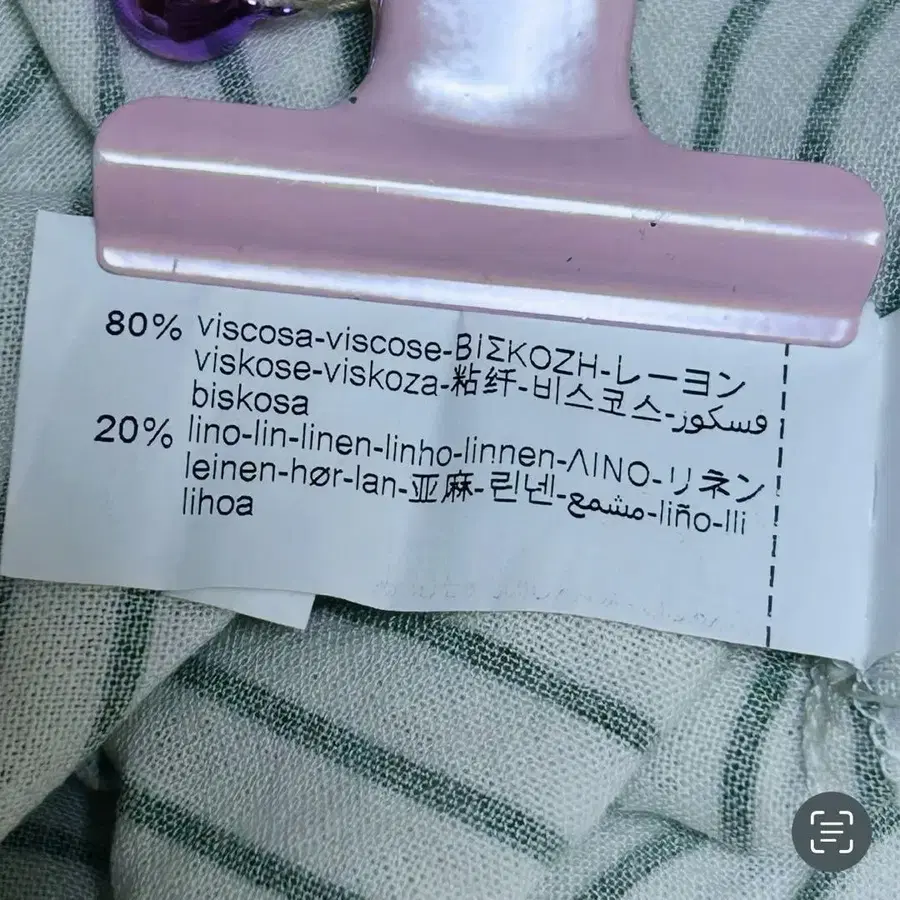 80% viscosa-viscose-ΒΙΣΚΟΖΗ-レーヨン
viskose-viskoza-粘纤-비스코스-فسكوز
biskosa
20% lino-lin-linen-linho-linnen-ΛΙΝΟ-リネン
leinen-hør-lan-亚麻-린넨-مشمع-liño-lli
lihoa